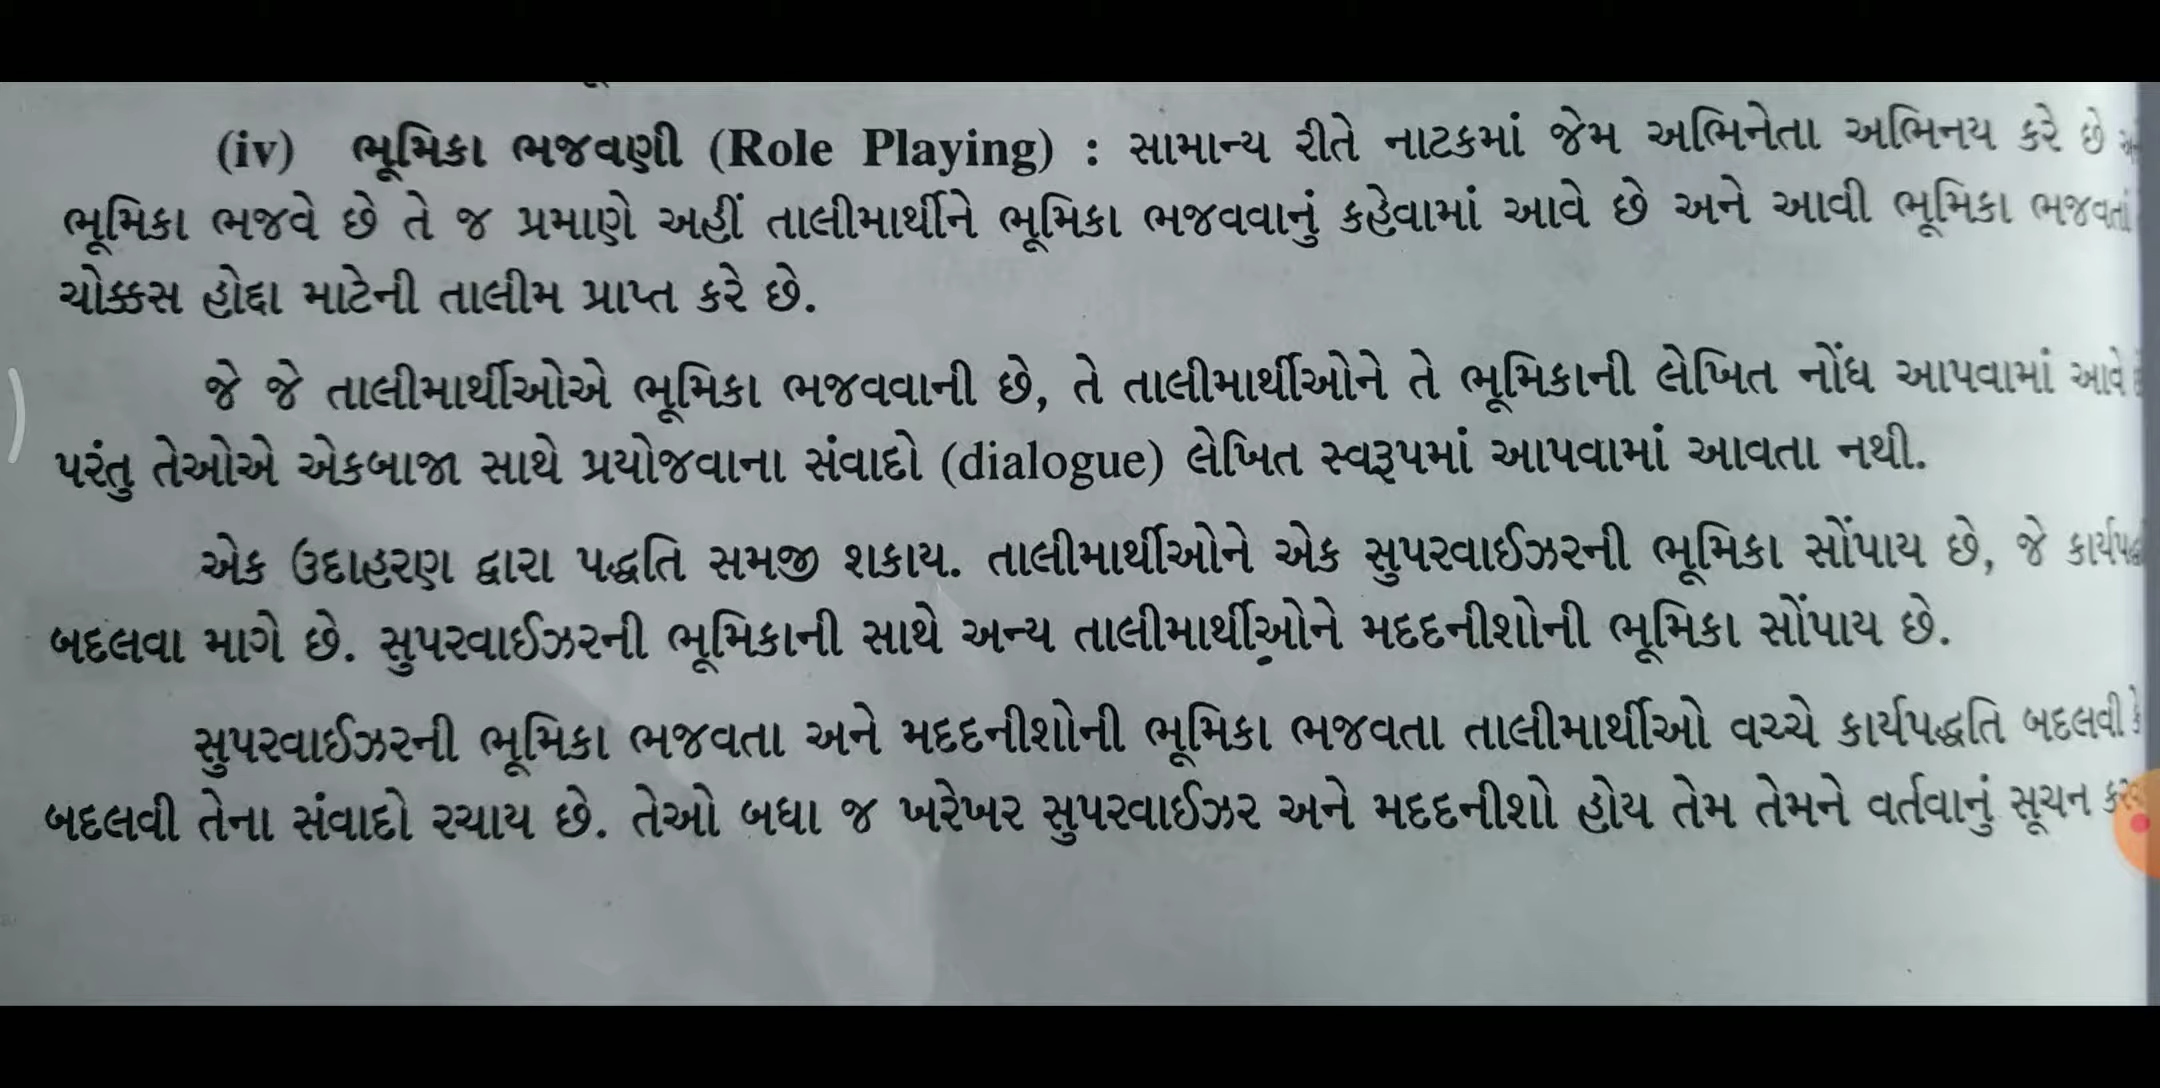 (iv) ભૂમિકા ભજવણી (Role Playing) : સામાન્ય રીતે નાટકમાં જેમ અભિનેતા અભિનય કરે છે
ભૂમિકા ભજવે છે તે જ પ્રમાણે અહીં તાલીમાર્થીને ભૂમિકા ભજવવાનું કહેવામાં આવે છે અને આવી ભૂમિકા ભજવતાં
ચોક્કસ હોદ્દા માટેની તાલીમ પ્રાપ્ત કરે છે.
જે જે તાલીમાર્થીઓએ ભૂમિકા ભજવવાની છે, તે તાલીમાર્થીઓને તે ભૂમિકાની લેખિત નોંધ આપવામાં આવે
પરંતુ તેઓએ એકબાજા સાથે પ્રયોજવાના સંવાદો (dialogue) લેખિત સ્વરૂપમાં આપવામાં આવતા નથી.
એક ઉદાહરણ દ્વારા પદ્ધતિ સમજી શકાય. તાલીમાર્થીઓને એક સુપરવાઈઝરની ભૂમિકા સોંપાય છે, જે
બદલવા માગે છે. સુપરવાઈઝરની ભૂમિકાની સાથે અન્ય તાલીમાર્થીઓને મદદનીશોની ભૂમિકા સોંપાય છે.
સુપરવાઈઝરની ભૂમિકા ભજવતા અને મદદનીશોની ભૂમિકા ભજવતા તાલીમાર્થીઓ વચ્ચે કાર્યપદ્ધતિ બદલવી કે
બદલવી તેના સંવાદો રચાય છે. તેઓ બધા જ ખરેખર સુપરવાઈઝર અને મદદનીશો હોય તેમ તેમને વર્તવાનું સૂચન